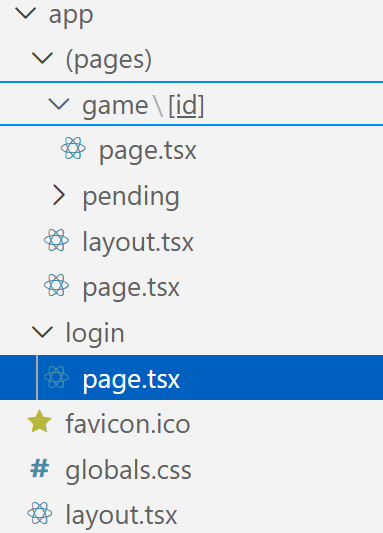 app
(pages)
game\[id]
page.tsx
pending
layout.tsx
page.tsx
login
page.tsx
favicon.ico
# globals.css
layout.tsx